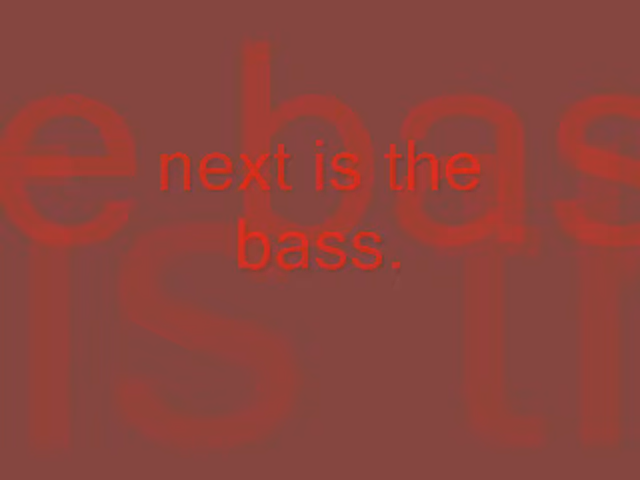 next is the
bass.